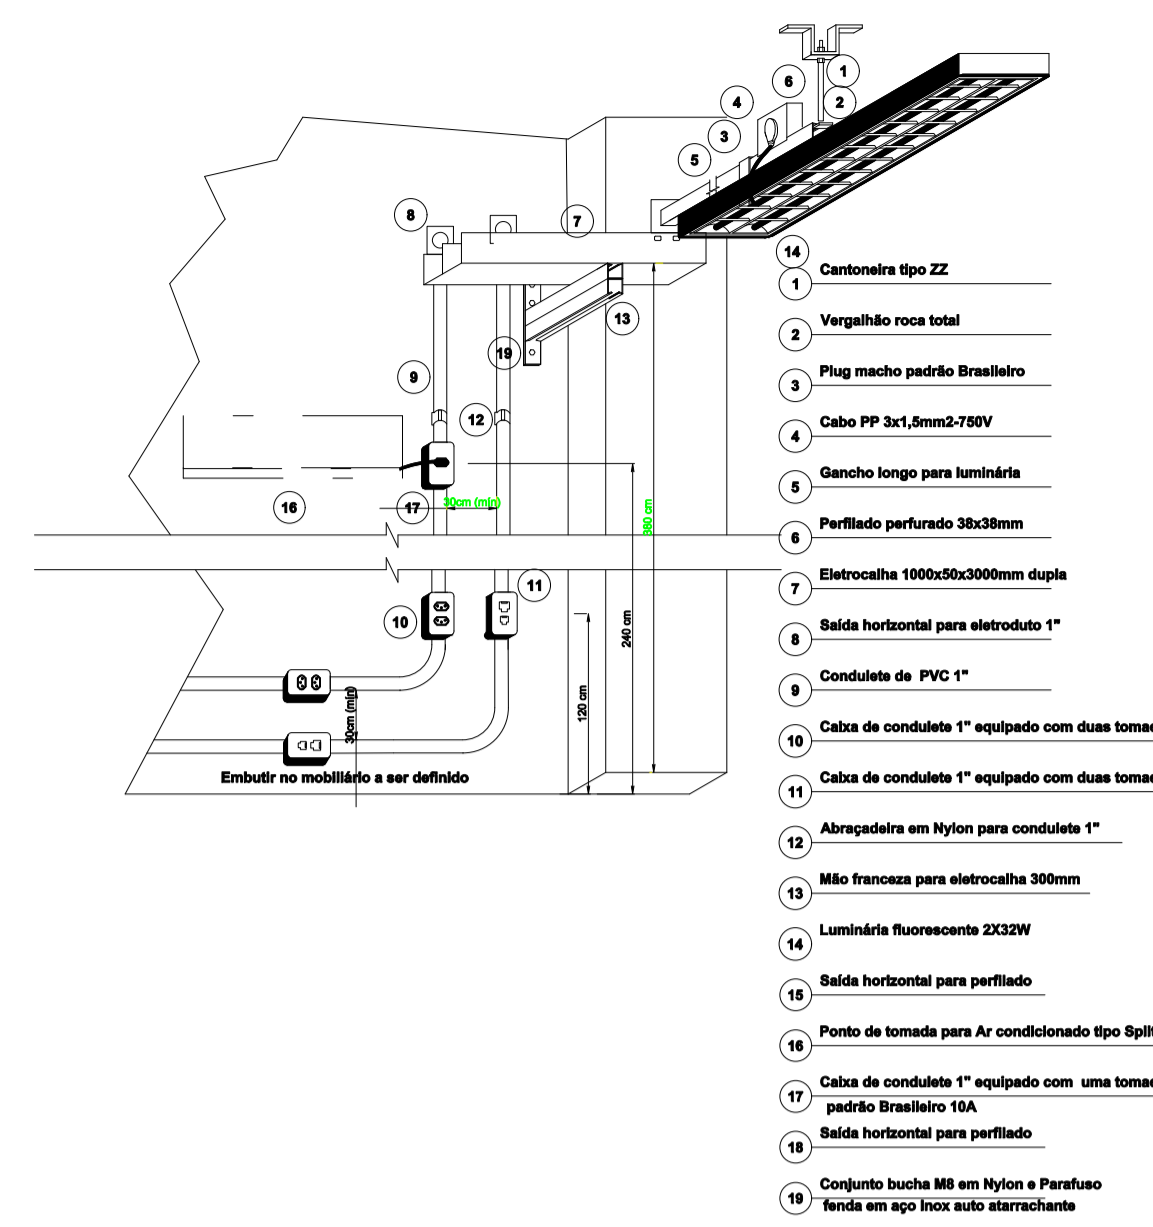 1
6
4
2
3
5
8
7
14
1 Cantoneira tipo ZZ
13
2 Vergalhão roca total
19
9
3 Plug macho padrão Brasileiro
12
4 Cabo PP 3x1,5mm2-750V
5 Gancho longo para luminária
16
17
30cm (min)
6 Perfilado perfurado 38x38mm
7 Eletrocalha 1000x50x3000mm dupla
11
10
240 cm
8 Saída horizontal para eletroduto 1"
120 cm
30cm (min)
9 Condulete de PVC 1"
10 Caixa de condulete 1" equipado com duas
Embutir no mobiliário a ser definido
11 Caixa de condulete 1" equipado com duas
12 Abraçadeira em Nylon para condulete 1"
13 Mão franceza para eletrocalha 300mm
14 Luminária fluorescente 2X32W
15 Saída horizontal para perfilado
16 Ponto de tomada para Ar condicionado tipo Split
17 Caixa de condulete 1" equipado com uma
padrão Brasileiro 10A
18 Saída horizontal para perfilado
19 Conjunto bucha M8 em Nylon e Parafuso
fenda em aço inox auto atarrachante